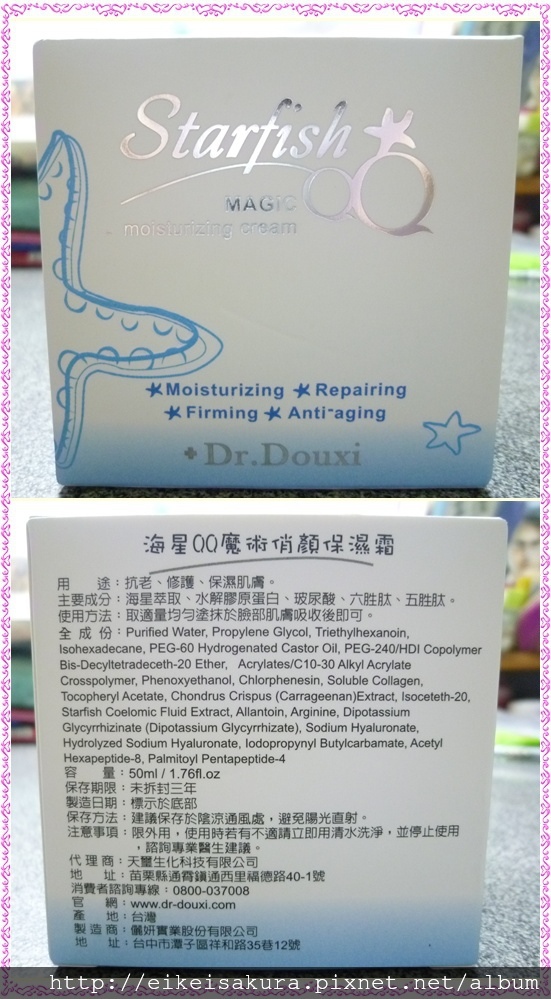 Starfish
MAGIC QQ
moisturizing cream
Moisturizing Repairing
Firming Anti-aging
Dr.Douxi
海星QQ魔術俏顏保濕霜
用 途：抗老、修護、保濕肌膚。
主要成分：海星萃取、水解膠原蛋白、玻尿酸、六胜肽、五胜肽。
使用方法：取適量均勻塗抹於臉部肌膚吸收後即可。
全 成 份：Purified Water, Propylene Glycol, Triethylhexanoin,
Isohexadecane, PEG-60 Hydrogenated Castor Oil, PEG-240/HDI Copolymer
Bis-Decyltetradeceth-20 Ether, Acrylates/C10-30 Alkyl Acrylate
Crosspolymer, Phenoxyethanol, Chlorphenesin, Soluble Collagen,
Tocopheryl Acetate, Chondrus Crispus (Carrageenan)Extract, Isoceteth-20,
Starfish Coelomic Fluid Extract, Allantoin, Arginine, Dipotassium
Glycyrrhizinate (Dipotassium Glycyrrhizate), Sodium Hyaluronate,
Hydrolyzed Sodium Hyaluronate, Iodopropynyl Butylcarbamate, Acetyl
Hexapeptide-8, Palmitoyl Pentapeptide-4
容 量：50ml / 1.76fl.oz
保存期限：未拆封三年
製造日期：標示於底部
保存方法：建議保存於陰涼通風處，避免陽光直射。
注意事項：限外用，使用時若有不適請立即用清水洗淨，並停止使用
，諮詢專業醫生建議。
代 理 商：天璽生化科技有限公司
地 址：苗栗縣通霄鎮通西里福德路40-1號
消費者諮詢專線：0800-037008
官 網：www.dr-douxi.com
產 地：台灣
製 造 商：儷妍實業股份有限公司
地 址：台中市潭子區祥和路35巷12號
http://eikeisakura.pixnet.net/album